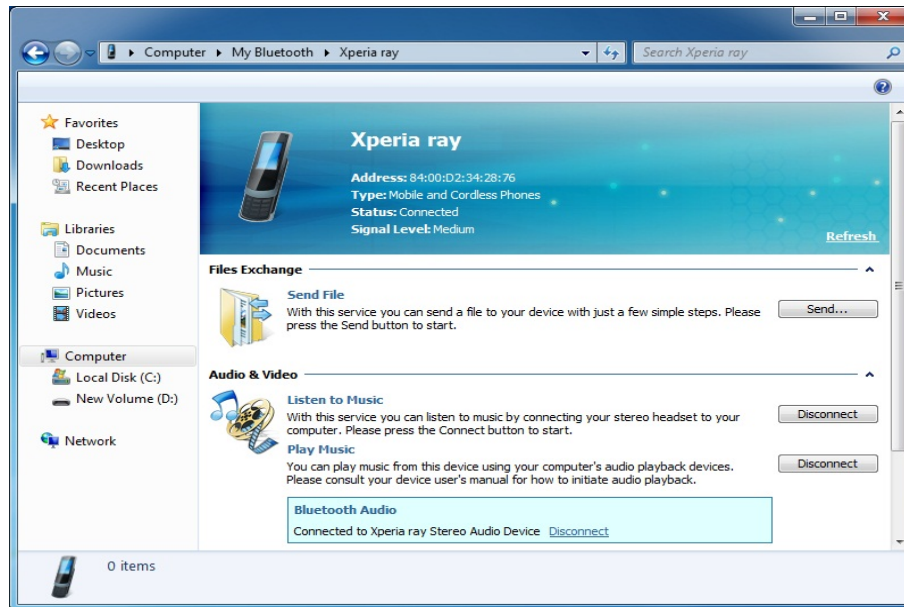 Computer ▸ My Bluetooth ▸ Xperia ray
Search Xperia ray
Favorites
Desktop
Downloads
Recent Places
Libraries
Documents
Music
Pictures
Videos
Computer
Local Disk (C:)
New Volume (D:)
Network
Xperia ray
Address: 84:00:D2:34:28:76
Type: Mobile and Cordless Phones
Status: Connected
Signal Level: Medium
Refresh
Files Exchange
Send File
With this service you can send a file to your device with just a few simple steps. Please
press the Send button to start.
Send...
Audio & Video
Listen to Music
With this service you can listen to music by connecting your stereo headset to your
computer. Please press the Connect button to start.
Disconnect
Play Music
You can play music from this device using your computer's audio playback devices.
Please consult your device user's manual for how to initiate audio playback.
Disconnect
Bluetooth Audio
Connected to Xperia ray Stereo Audio Device Disconnect
0 items